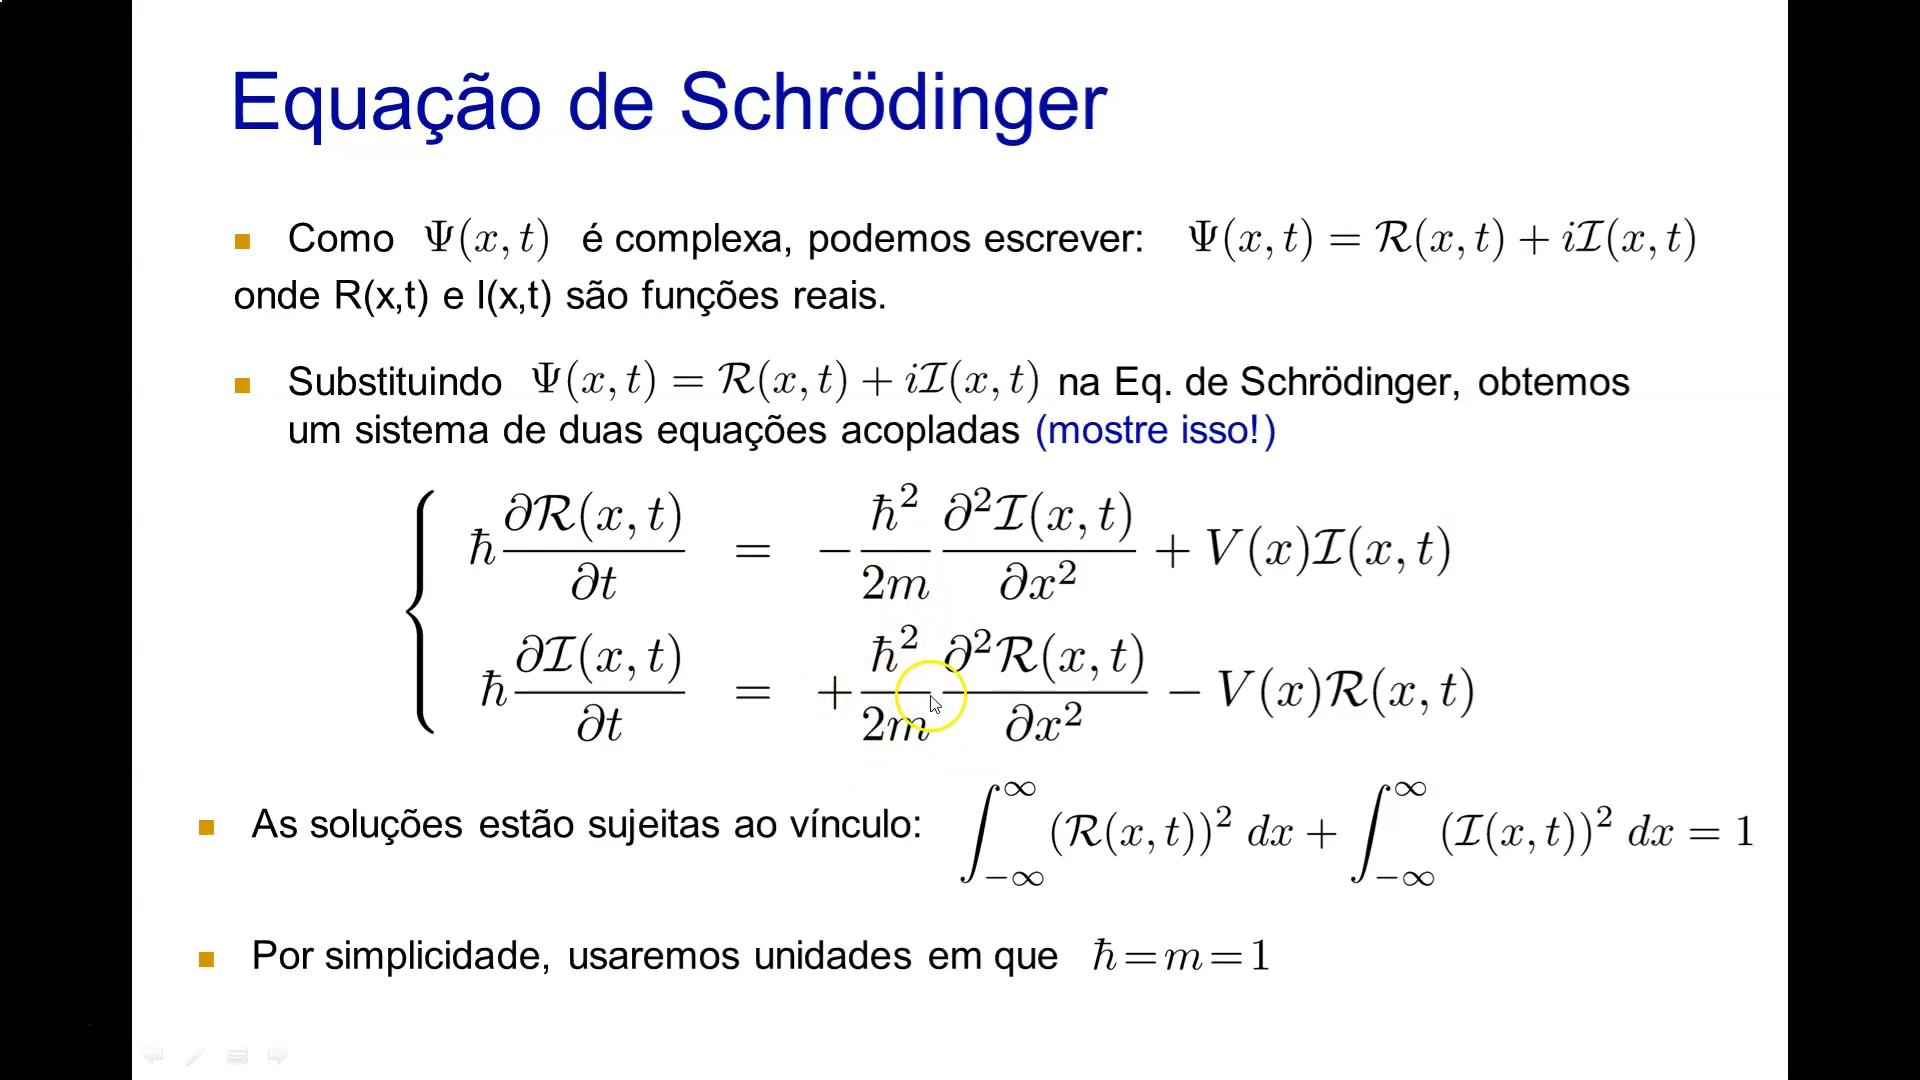 Equação de Schrödinger
Como Ψ(x, t) é complexa, podemos escrever: Ψ(x, t) = ℛ(x, t) + iℐ(x, t)
onde R(x,t) e I(x,t) são funções reais.
Substituindo Ψ(x, t) = ℛ(x, t) + iℐ(x, t) na Eq. de Schrödinger, obtemos
um sistema de duas equações acopladas (mostre isso!)
ħ ∂ℛ(x, t)/∂t = −ħ²/2m ∂²ℐ(x, t)/∂x² + V(x)ℐ(x, t)
ħ ∂ℐ(x, t)/∂t = +ħ²/2m ∂²ℛ(x, t)/∂x² − V(x)ℛ(x, t)
As soluções estão sujeitas ao vínculo: ∫_{−∞}^{∞} (ℛ(x, t))² dx + ∫_{−∞}^{∞} (ℐ(x, t))² dx = 1
Por simplicidade, usaremos unidades em que ħ=m=1